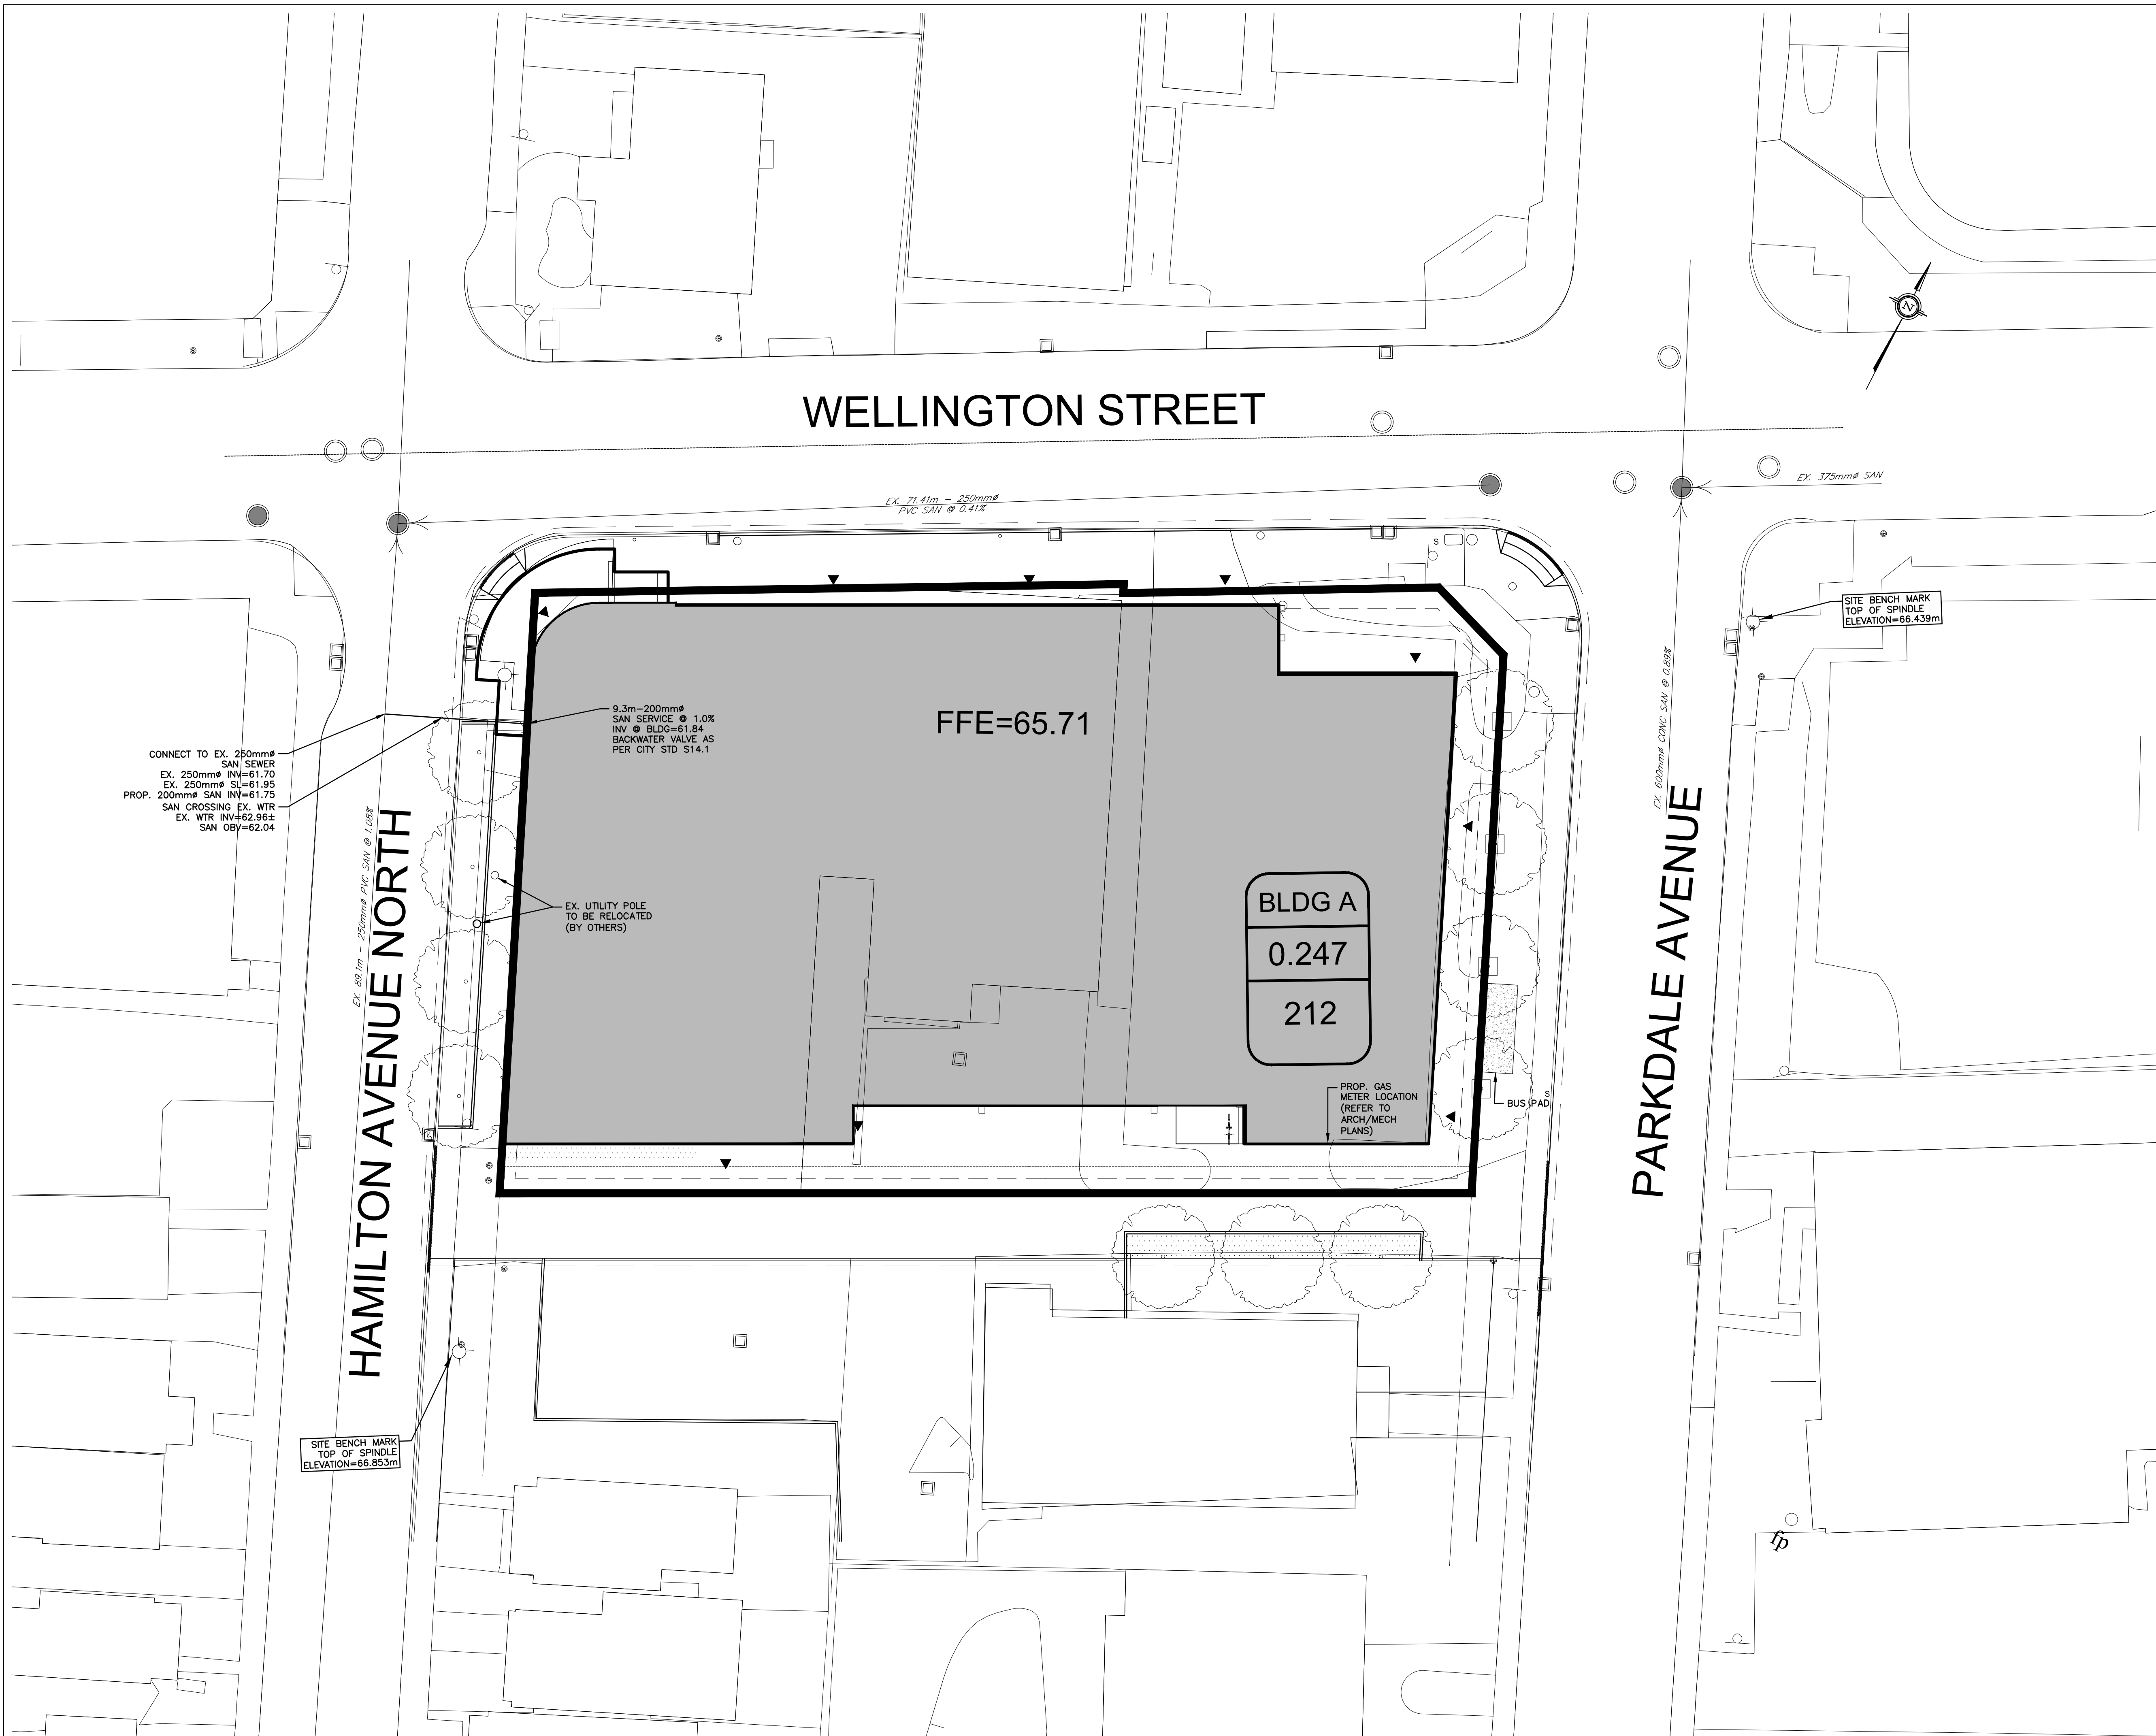 N
WELLINGTON STREET
EX. 71.41m - 250mmø
PVC SAN @ 0.41%
EX. 375mmø SAN
SITE BENCH MARK
TOP OF SPINDLE
ELEVATION=66.439m
S
9.3m-200mmø
SAN SERVICE @ 1.0%
INV @ BLDG=61.84
BACKWATER VALVE AS
PER CITY STD S14.1
FFE=65.71
EX. 600mmø CONC SAN @ 0.89%
CONNECT TO EX. 250mmø
SAN SEWER
EX. 250mmø INV=61.70
EX. 250mmø SL=61.95
PROP. 200mmø SAN INV=61.75
SAN CROSSING EX. WTR
EX. WTR INV=62.96±
SAN OBV=62.04
EX. 89.1m - 250mmø PVC SAN @ 1.08%
HAMILTON AVENUE NORTH
EX. UTILITY POLE
TO BE RELOCATED
(BY OTHERS)
BLDG A
0.247
212
PARKDALE AVENUE
PROP. GAS
METER LOCATION
(REFER TO
ARCH/MECH
PLANS)
S
BUS PAD
SITE BENCH MARK
TOP OF SPINDLE
ELEVATION=66.853m
fp